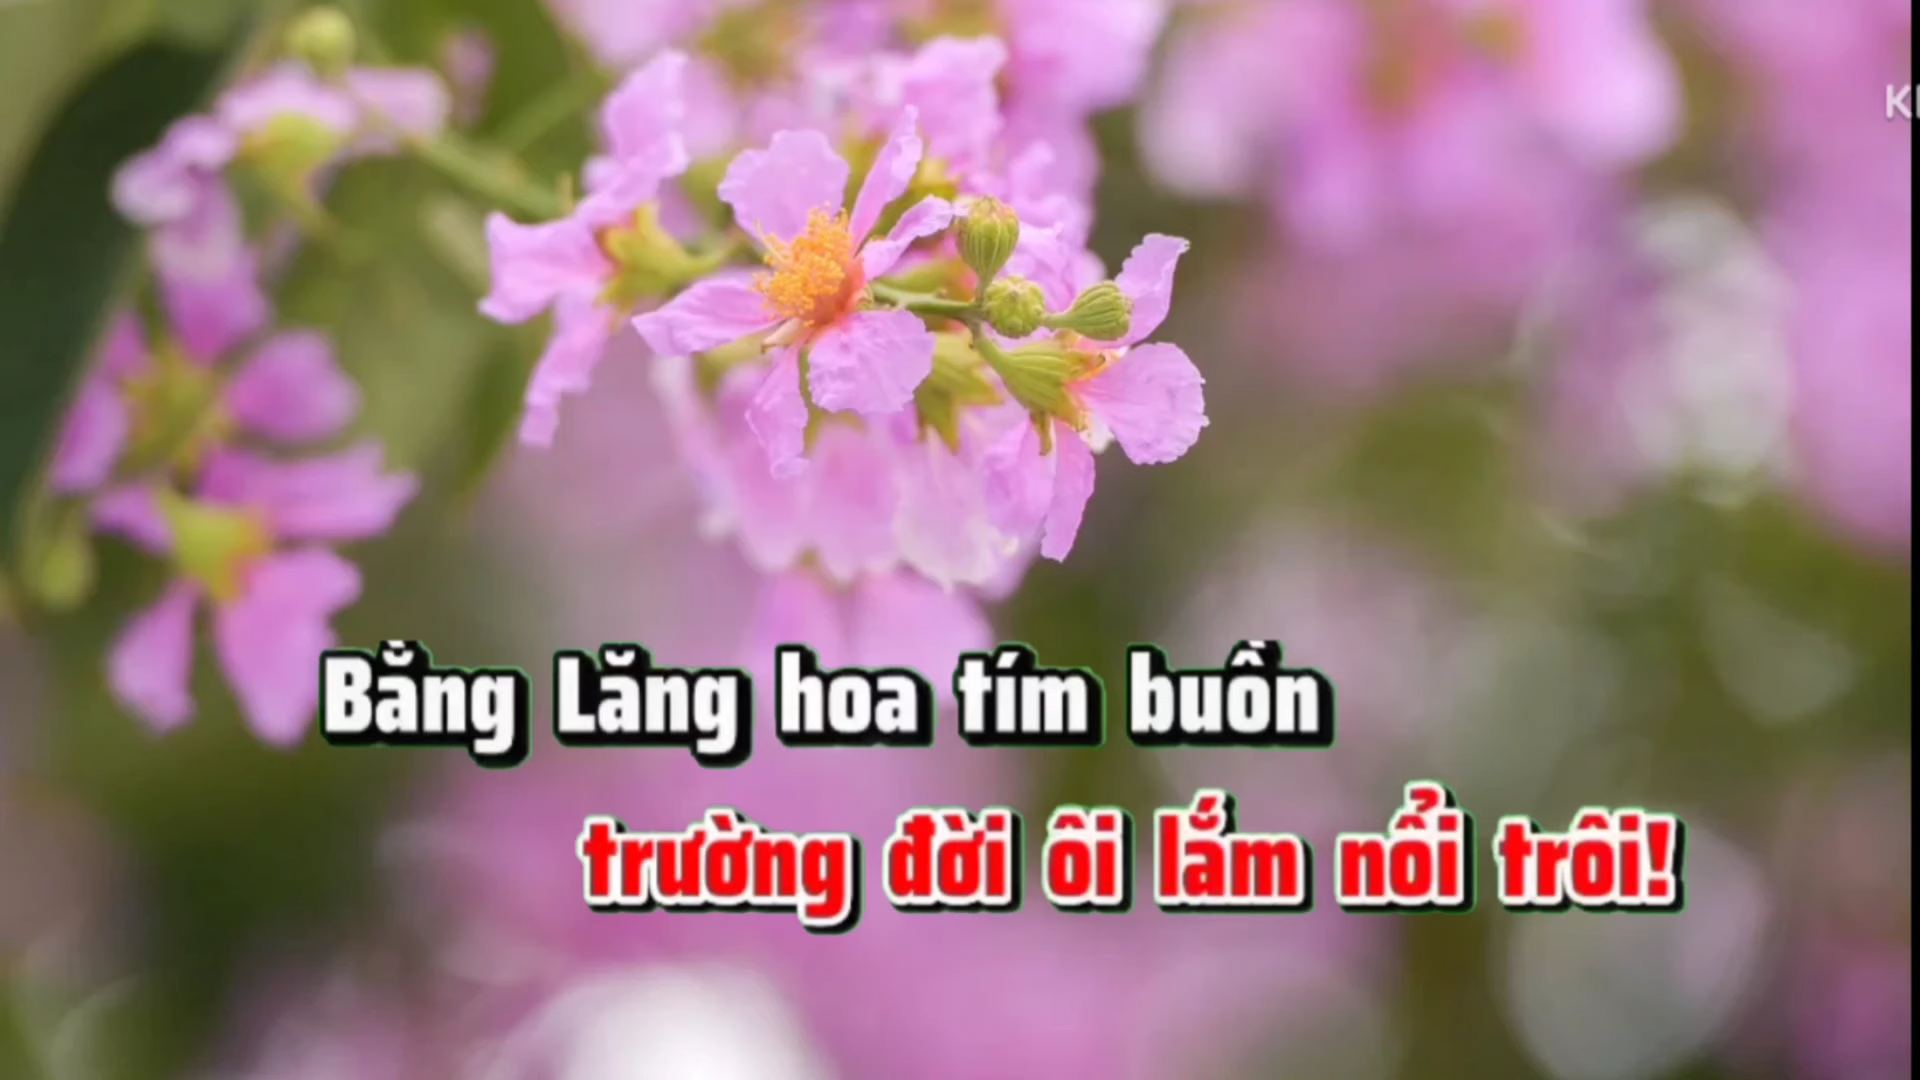 Bằng Lăng hoa tím buồn
trường đời ôi lắm nổi trôi!